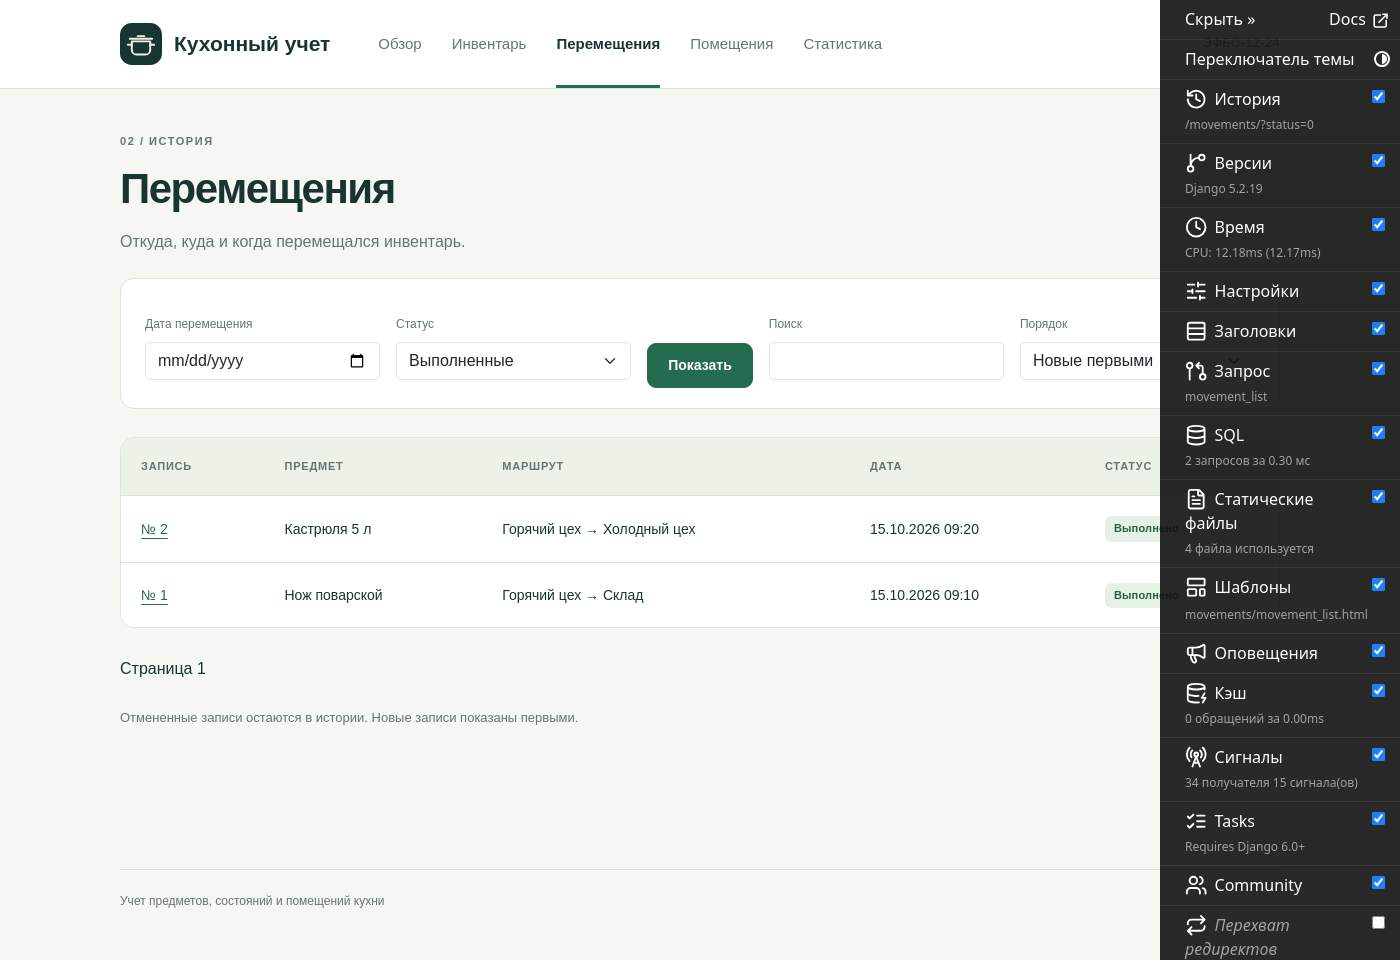 Кухонный учет
Обзор
Инвентарь
Перемещения
Помещения
Статистика
02 / ИСТОРИЯ
Перемещения
Откуда, куда и когда перемещался инвентарь.
Дата перемещения
Статус
Поиск
Порядок
mm/dd/yyyy
Выполненные
Показать
Новые первыми
ЗАПИСЬ
ПРЕДМЕТ
МАРШРУТ
ДАТА
СТАТУС
№ 2
Кастрюля 5 л
Горячий цех → Холодный цех
15.10.2026 09:20
Выполнено
№ 1
Нож поварской
Горячий цех → Склад
15.10.2026 09:10
Выполнено
Страница 1
Отмененные записи остаются в истории. Новые записи показаны первыми.
Учет предметов, состояний и помещений кухни
Скрыть »
Docs
Переключатель темы
История
/movements/?status=0
Версии
Django 5.2.19
Время
CPU: 12.18ms (12.17ms)
Настройки
Заголовки
Запрос
movement_list
SQL
2 запросов за 0.30 мс
Статические
файлы
4 файла используется
Шаблоны
movements/movement_list.html
Оповещения
Кэш
0 обращений за 0.00ms
Сигналы
34 получателя 15 сигнала(ов)
Tasks
Requires Django 6.0+
Community
Перехват
редиректов